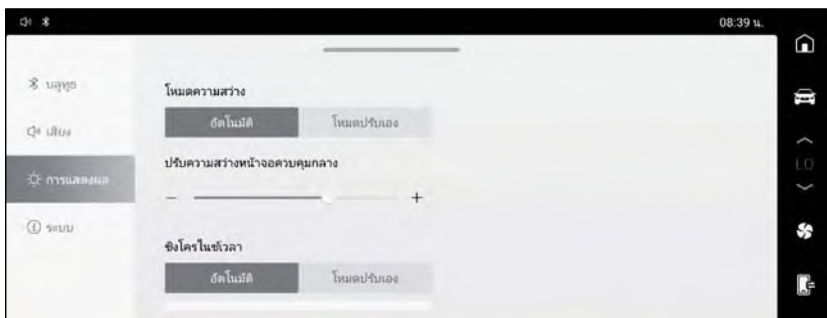 08:39 น.
บลูทูธ
เสียง
การแสดงผล
ระบบ
โหมดความสว่าง
อัตโนมัติ โหมดปรับเอง
ปรับความสว่างหน้าจอควบคุมกลาง
- +
ซิงโครไนซ์เวลา
อัตโนมัติ โหมดปรับเอง
LO